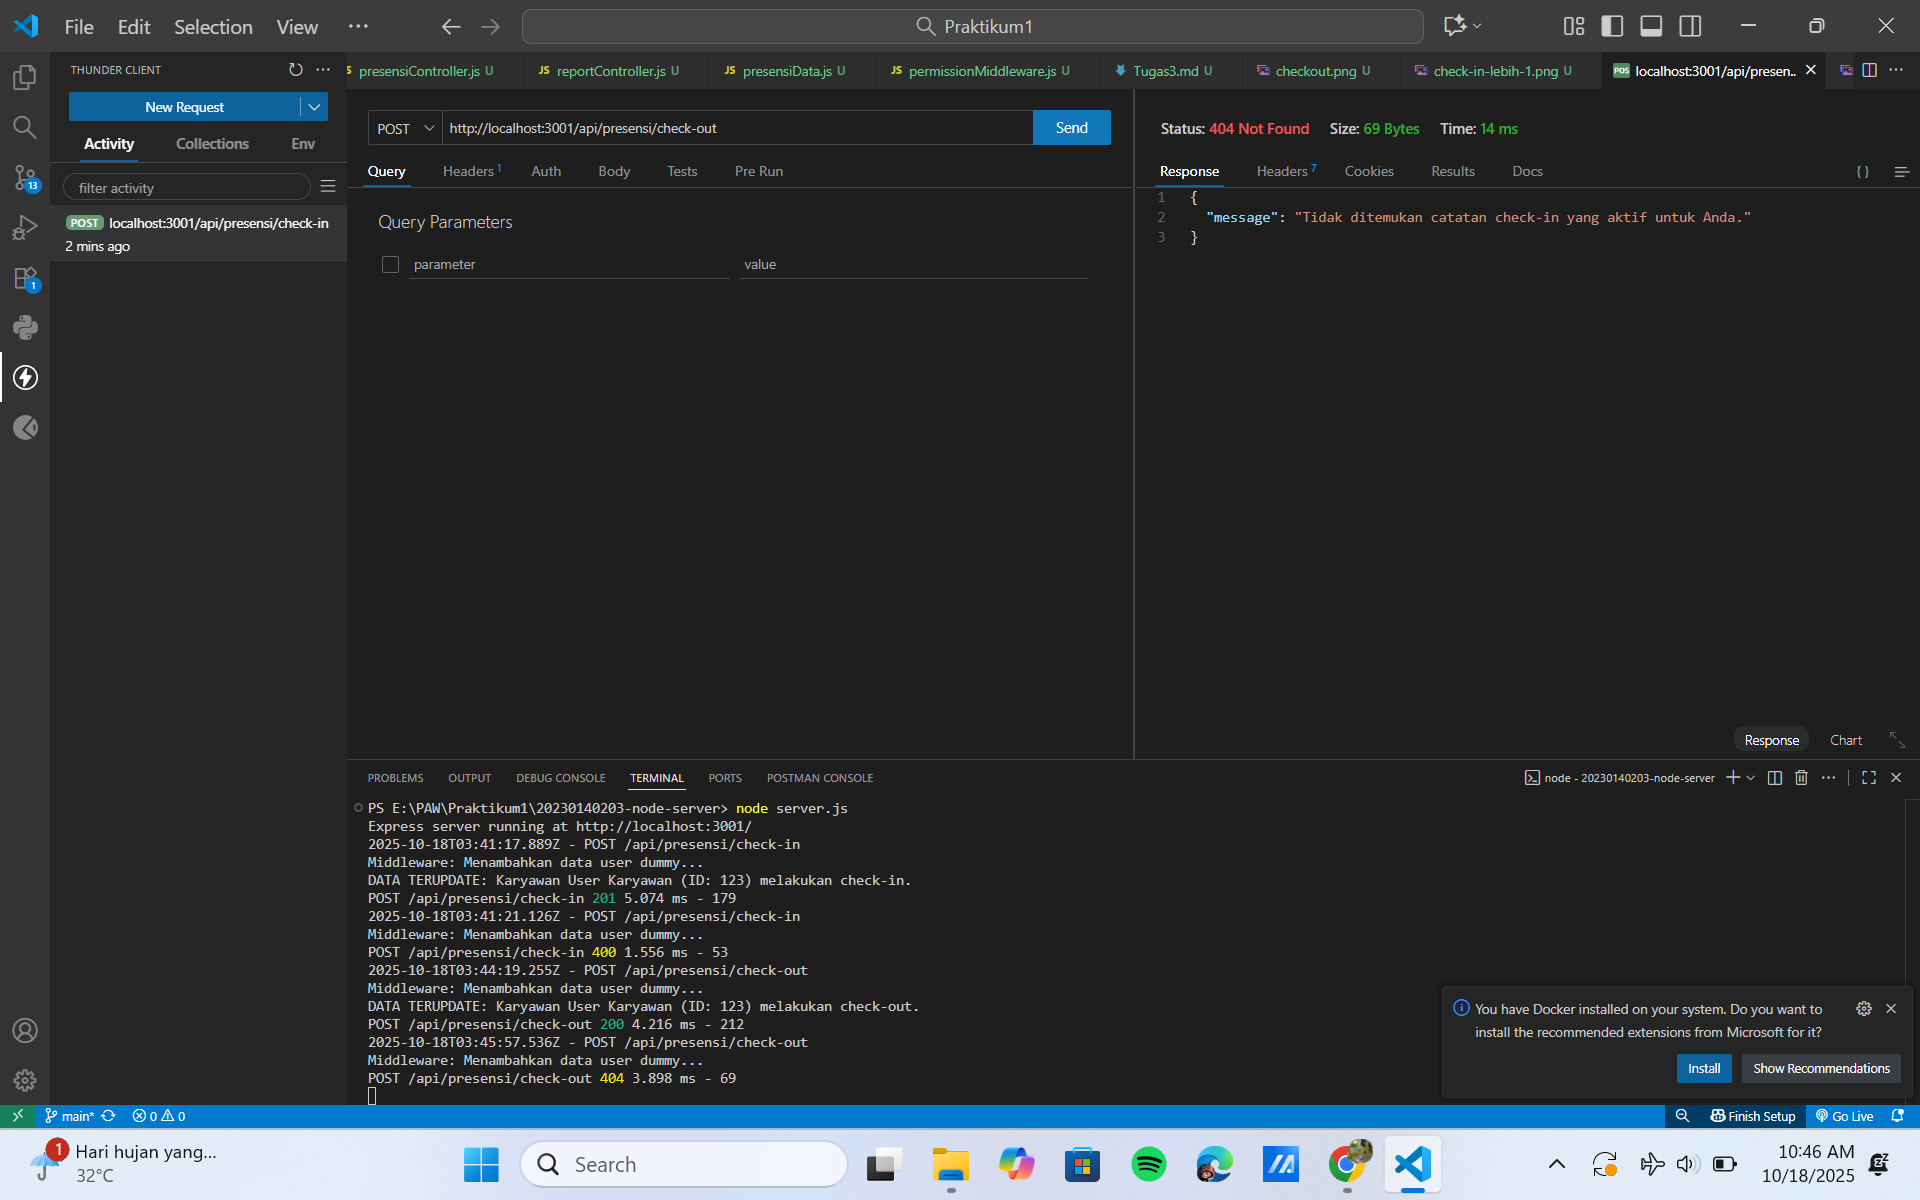 File Edit Selection View ···
Praktikum1
THUNDER CLIENT ···
New Request
Activity Collections Env
filter activity
POST localhost:3001/api/presensi/check-in
2 mins ago
presensiController.js U
JS reportController.js U
JS presensiData.js U
JS permissionMiddleware.js U
Tugas3.md U
checkout.png U
check-in-lebih-1.png U
POS localhost:3001/api/presen..
POST http://localhost:3001/api/presensi/check-out Send
Query Headers 1 Auth Body Tests Pre Run
Query Parameters
parameter value
Status: 404 Not Found Size: 69 Bytes Time: 14 ms
Response Headers 7 Cookies Results Docs {}
1 {
2 "message": "Tidak ditemukan catatan check-in yang aktif untuk Anda."
3 }
Response Chart
PROBLEMS OUTPUT DEBUG CONSOLE TERMINAL PORTS POSTMAN CONSOLE
node - 20230140203-node-server
PS E:\PAW\Praktikum1\20230140203-node-server> node server.js
Express server running at http://localhost:3001/
2025-10-18T03:41:17.889Z - POST /api/presensi/check-in
Middleware: Menambahkan data user dummy...
DATA TERUPDATE: Karyawan User Karyawan (ID: 123) melakukan check-in.
POST /api/presensi/check-in 201 5.074 ms - 179
2025-10-18T03:41:21.126Z - POST /api/presensi/check-in
Middleware: Menambahkan data user dummy...
POST /api/presensi/check-in 400 1.556 ms - 53
2025-10-18T03:44:19.255Z - POST /api/presensi/check-out
Middleware: Menambahkan data user dummy...
DATA TERUPDATE: Karyawan User Karyawan (ID: 123) melakukan check-out.
POST /api/presensi/check-out 200 4.216 ms - 212
2025-10-18T03:45:57.536Z - POST /api/presensi/check-out
Middleware: Menambahkan data user dummy...
POST /api/presensi/check-out 404 3.898 ms - 69
You have Docker installed on your system. Do you want to
install the recommended extensions from Microsoft for it?
Install Show Recommendations
13
1
main* 0 0
Finish Setup Go Live
1
Hari hujan yang...
32°C
Search
10:46 AM
10/18/2025